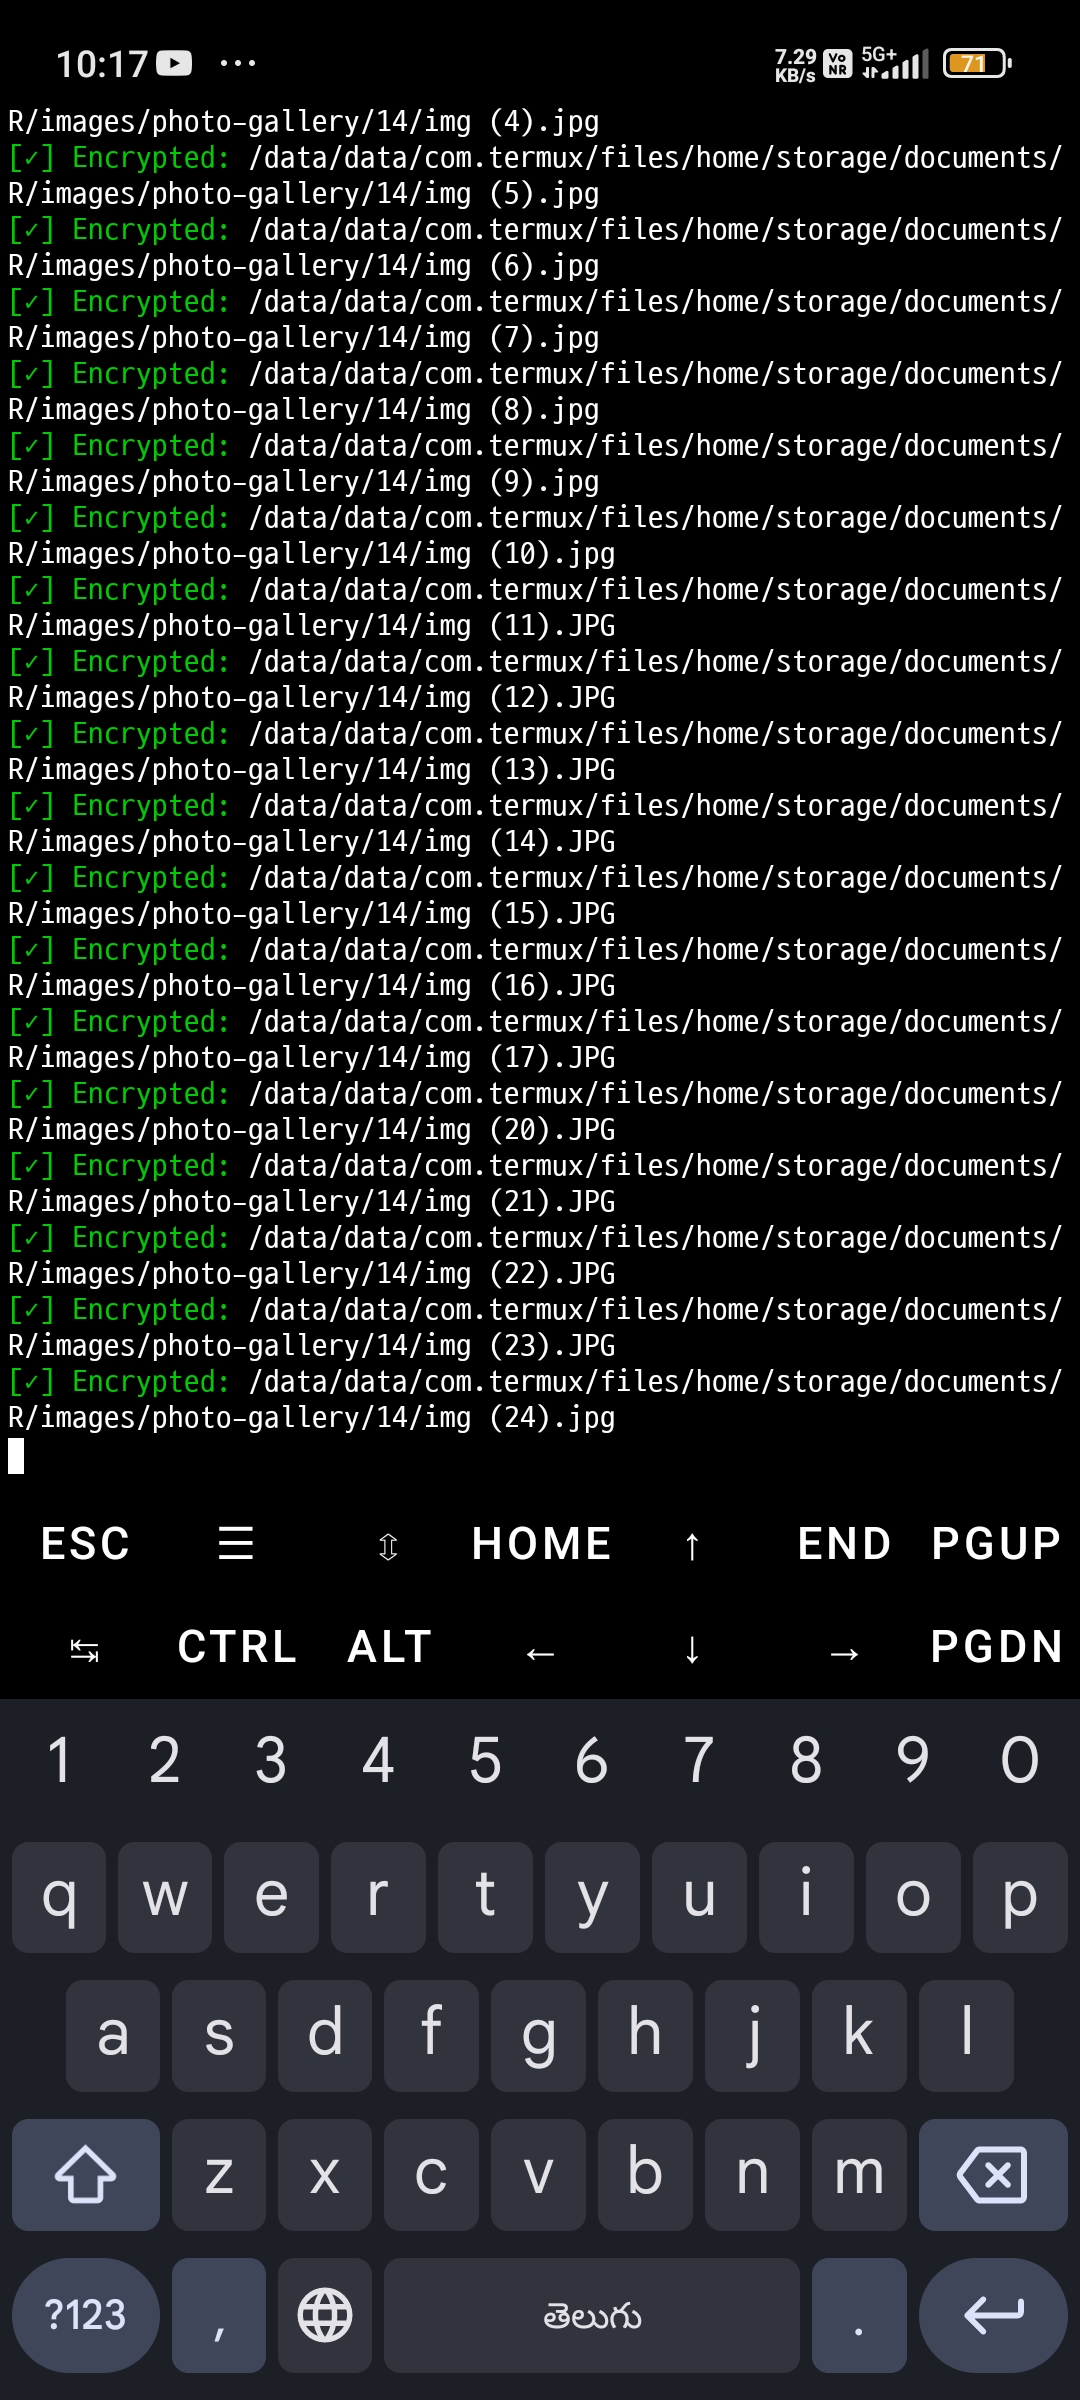 10:17 ...
7.29 KB/s Vo NR 5G+ 71
R/images/photo-gallery/14/img (4).jpg
[✓] Encrypted: /data/data/com.termux/files/home/storage/documents/
R/images/photo-gallery/14/img (5).jpg
[✓] Encrypted: /data/data/com.termux/files/home/storage/documents/
R/images/photo-gallery/14/img (6).jpg
[✓] Encrypted: /data/data/com.termux/files/home/storage/documents/
R/images/photo-gallery/14/img (7).jpg
[✓] Encrypted: /data/data/com.termux/files/home/storage/documents/
R/images/photo-gallery/14/img (8).jpg
[✓] Encrypted: /data/data/com.termux/files/home/storage/documents/
R/images/photo-gallery/14/img (9).jpg
[✓] Encrypted: /data/data/com.termux/files/home/storage/documents/
R/images/photo-gallery/14/img (10).jpg
[✓] Encrypted: /data/data/com.termux/files/home/storage/documents/
R/images/photo-gallery/14/img (11).JPG
[✓] Encrypted: /data/data/com.termux/files/home/storage/documents/
R/images/photo-gallery/14/img (12).JPG
[✓] Encrypted: /data/data/com.termux/files/home/storage/documents/
R/images/photo-gallery/14/img (13).JPG
[✓] Encrypted: /data/data/com.termux/files/home/storage/documents/
R/images/photo-gallery/14/img (14).JPG
[✓] Encrypted: /data/data/com.termux/files/home/storage/documents/
R/images/photo-gallery/14/img (15).JPG
[✓] Encrypted: /data/data/com.termux/files/home/storage/documents/
R/images/photo-gallery/14/img (16).JPG
[✓] Encrypted: /data/data/com.termux/files/home/storage/documents/
R/images/photo-gallery/14/img (17).JPG
[✓] Encrypted: /data/data/com.termux/files/home/storage/documents/
R/images/photo-gallery/14/img (20).JPG
[✓] Encrypted: /data/data/com.termux/files/home/storage/documents/
R/images/photo-gallery/14/img (21).JPG
[✓] Encrypted: /data/data/com.termux/files/home/storage/documents/
R/images/photo-gallery/14/img (22).JPG
[✓] Encrypted: /data/data/com.termux/files/home/storage/documents/
R/images/photo-gallery/14/img (23).JPG
[✓] Encrypted: /data/data/com.termux/files/home/storage/documents/
R/images/photo-gallery/14/img (24).jpg
ESC ☰ ⇳ HOME ↑ END PGUP
↹ CTRL ALT ← ↓ → PGDN
1 2 3 4 5 6 7 8 9 0
q w e r t y u i o p
a s d f g h j k l
z x c v b n m
?123 , తెలుగు .